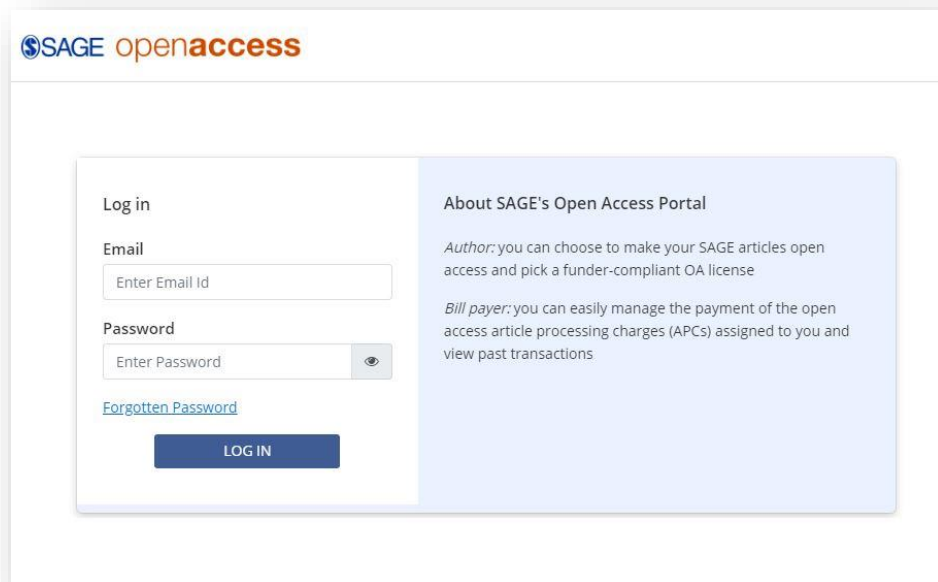 SAGE openaccess
Log in
Email
Enter Email Id
Password
Enter Password
Forgotten Password
LOG IN
About SAGE's Open Access Portal
Author: you can choose to make your SAGE articles open
access and pick a funder-compliant OA license
Bill payer: you can easily manage the payment of the open
access article processing charges (APCs) assigned to you and
view past transactions